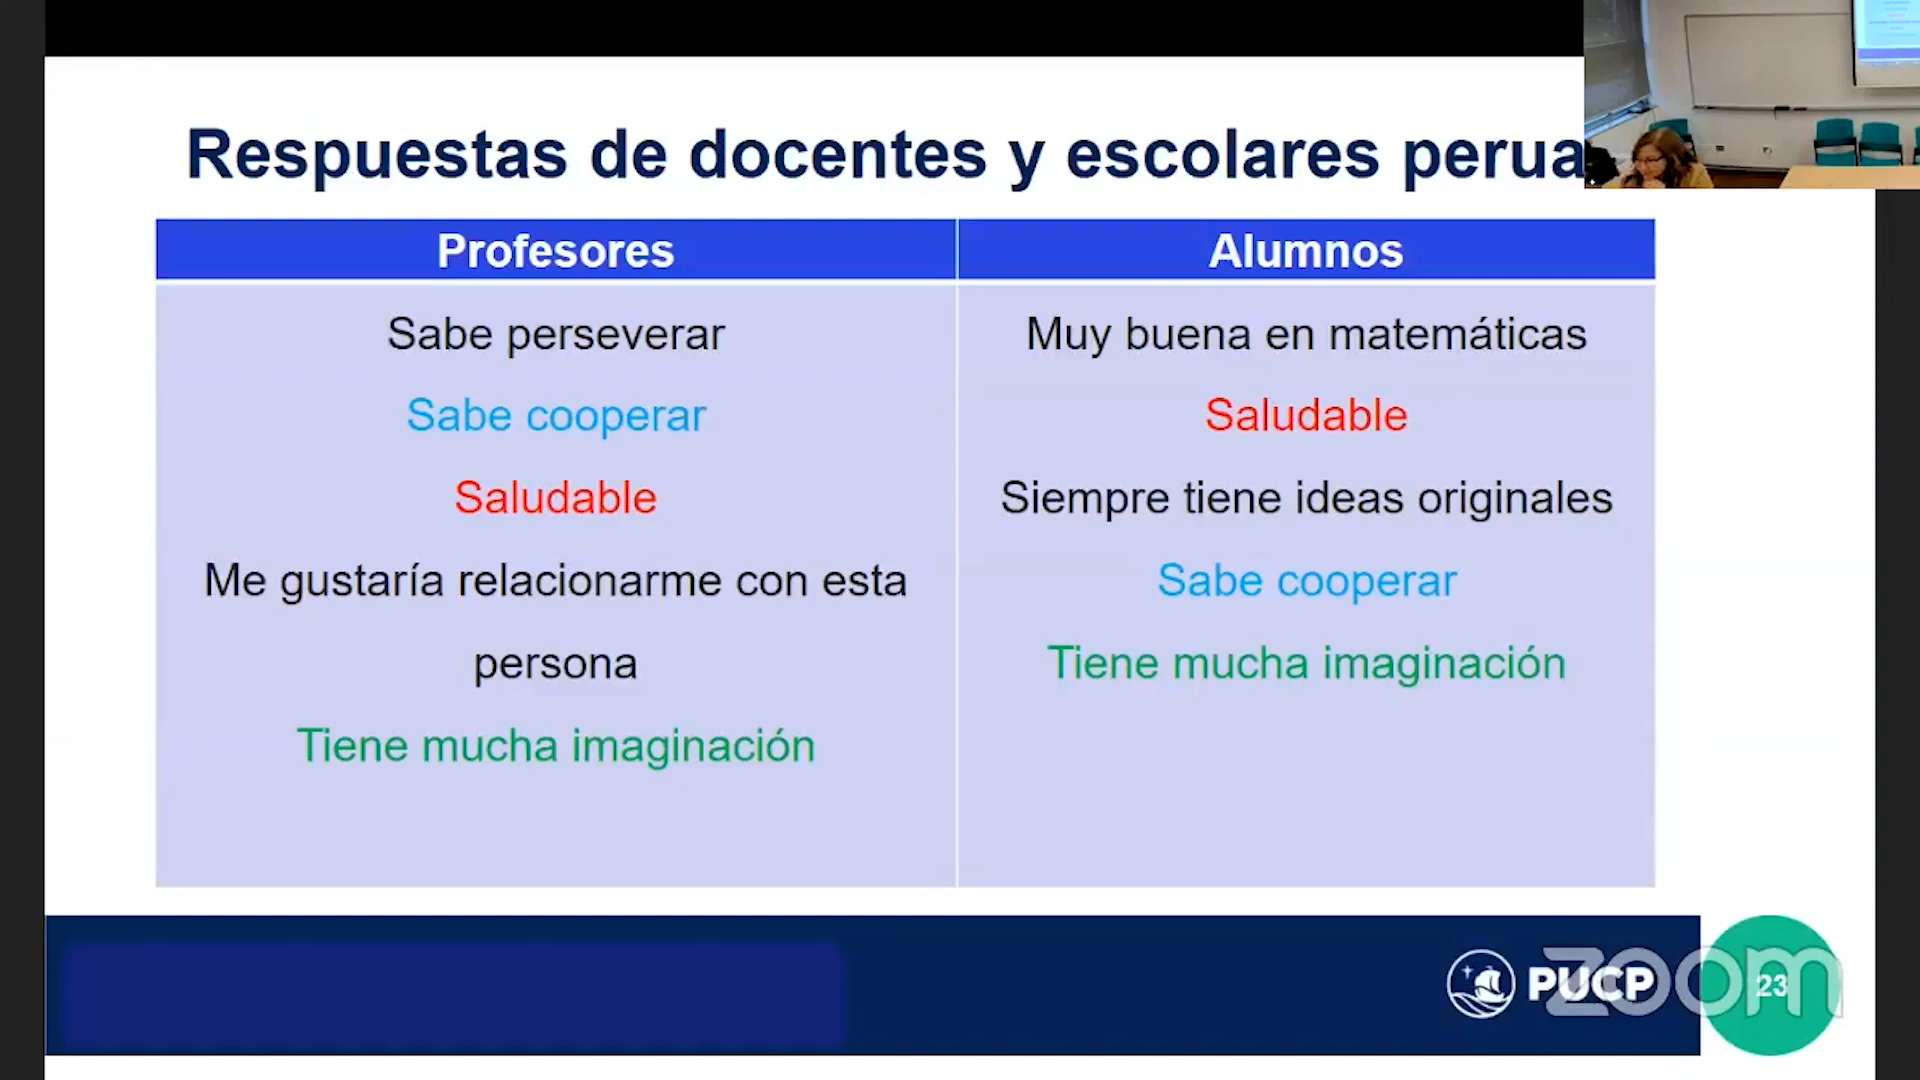 Respuestas de docentes y escolares perua
Profesores
Sabe perseverar
Sabe cooperar
Saludable
Me gustaría relacionarme con esta
persona
Tiene mucha imaginación
Alumnos
Muy buena en matemáticas
Saludable
Siempre tiene ideas originales
Sabe cooperar
Tiene mucha imaginación
PUCP
zoom
23